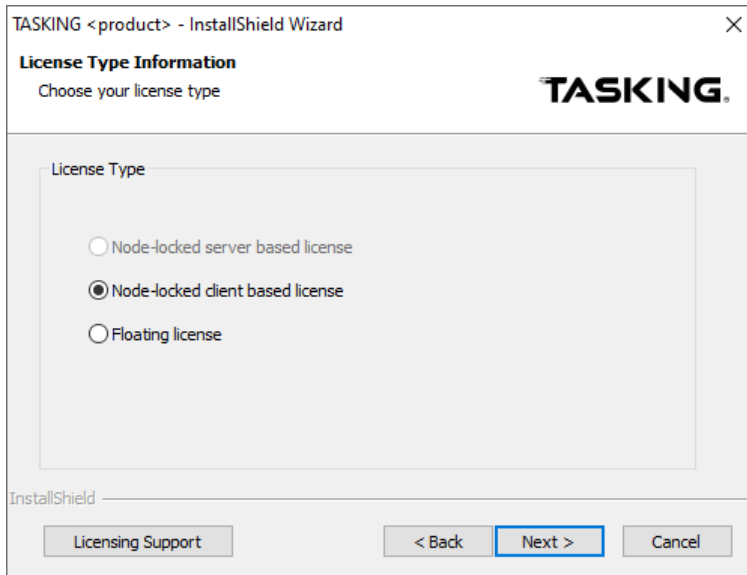 TASKING <product> - InstallShield Wizard
License Type Information
Choose your license type
TASKING®
License Type
Node-locked server based license
Node-locked client based license
Floating license
InstallShield
Licensing Support
< Back
Next >
Cancel